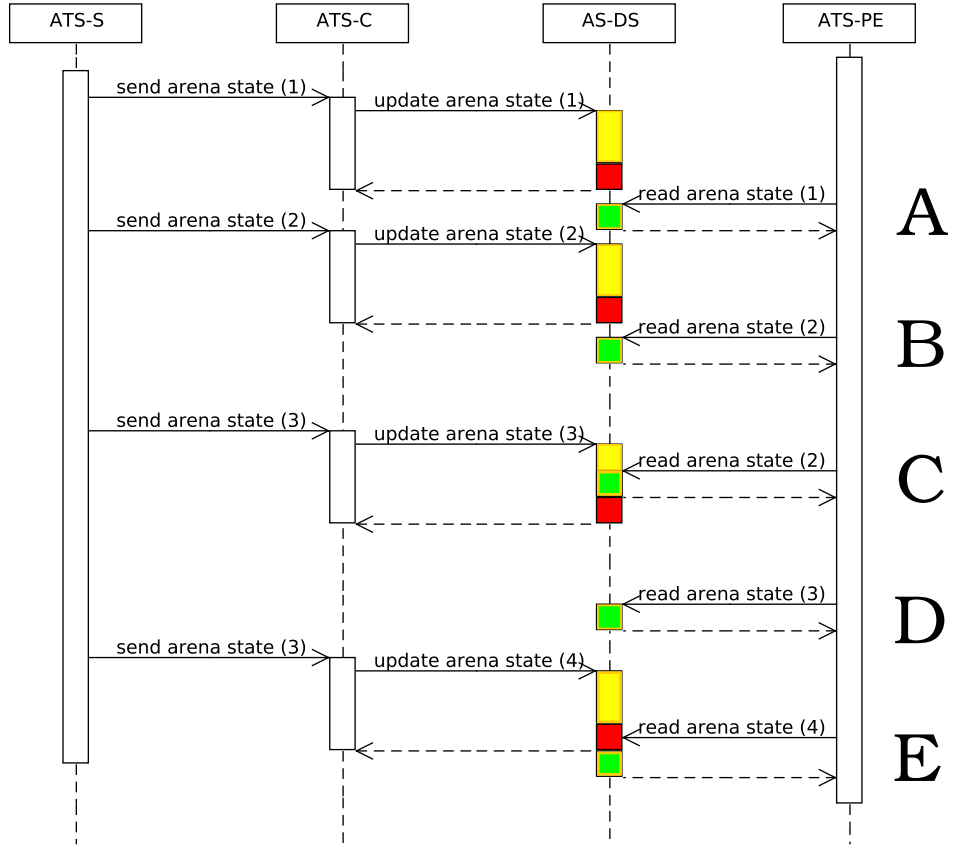 ATS-S ATS-C AS-DS ATS-PE
send arena state (1)
update arena state (1)
read arena state (1)
A
send arena state (2)
update arena state (2)
read arena state (2)
B
send arena state (3)
update arena state (3)
read arena state (2)
C
read arena state (3)
D
send arena state (3)
update arena state (4)
read arena state (4)
E